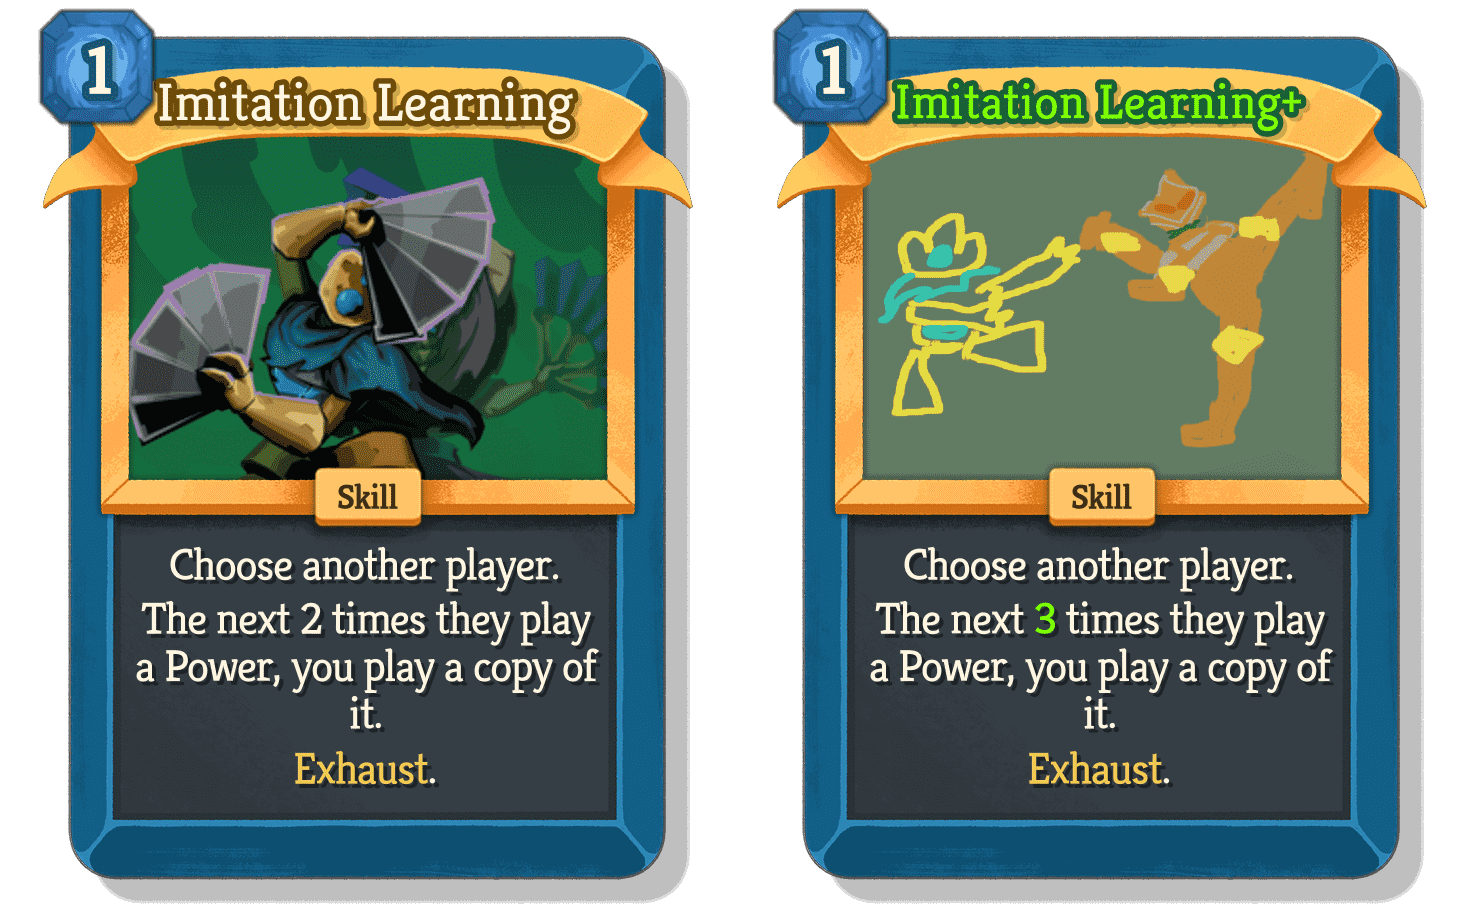 1
Imitation Learning
Skill
Choose another player.
The next 2 times they play
a Power, you play a copy of
it.
Exhaust.
1
Imitation Learning+
Skill
Choose another player.
The next 3 times they play
a Power, you play a copy of
it.
Exhaust.